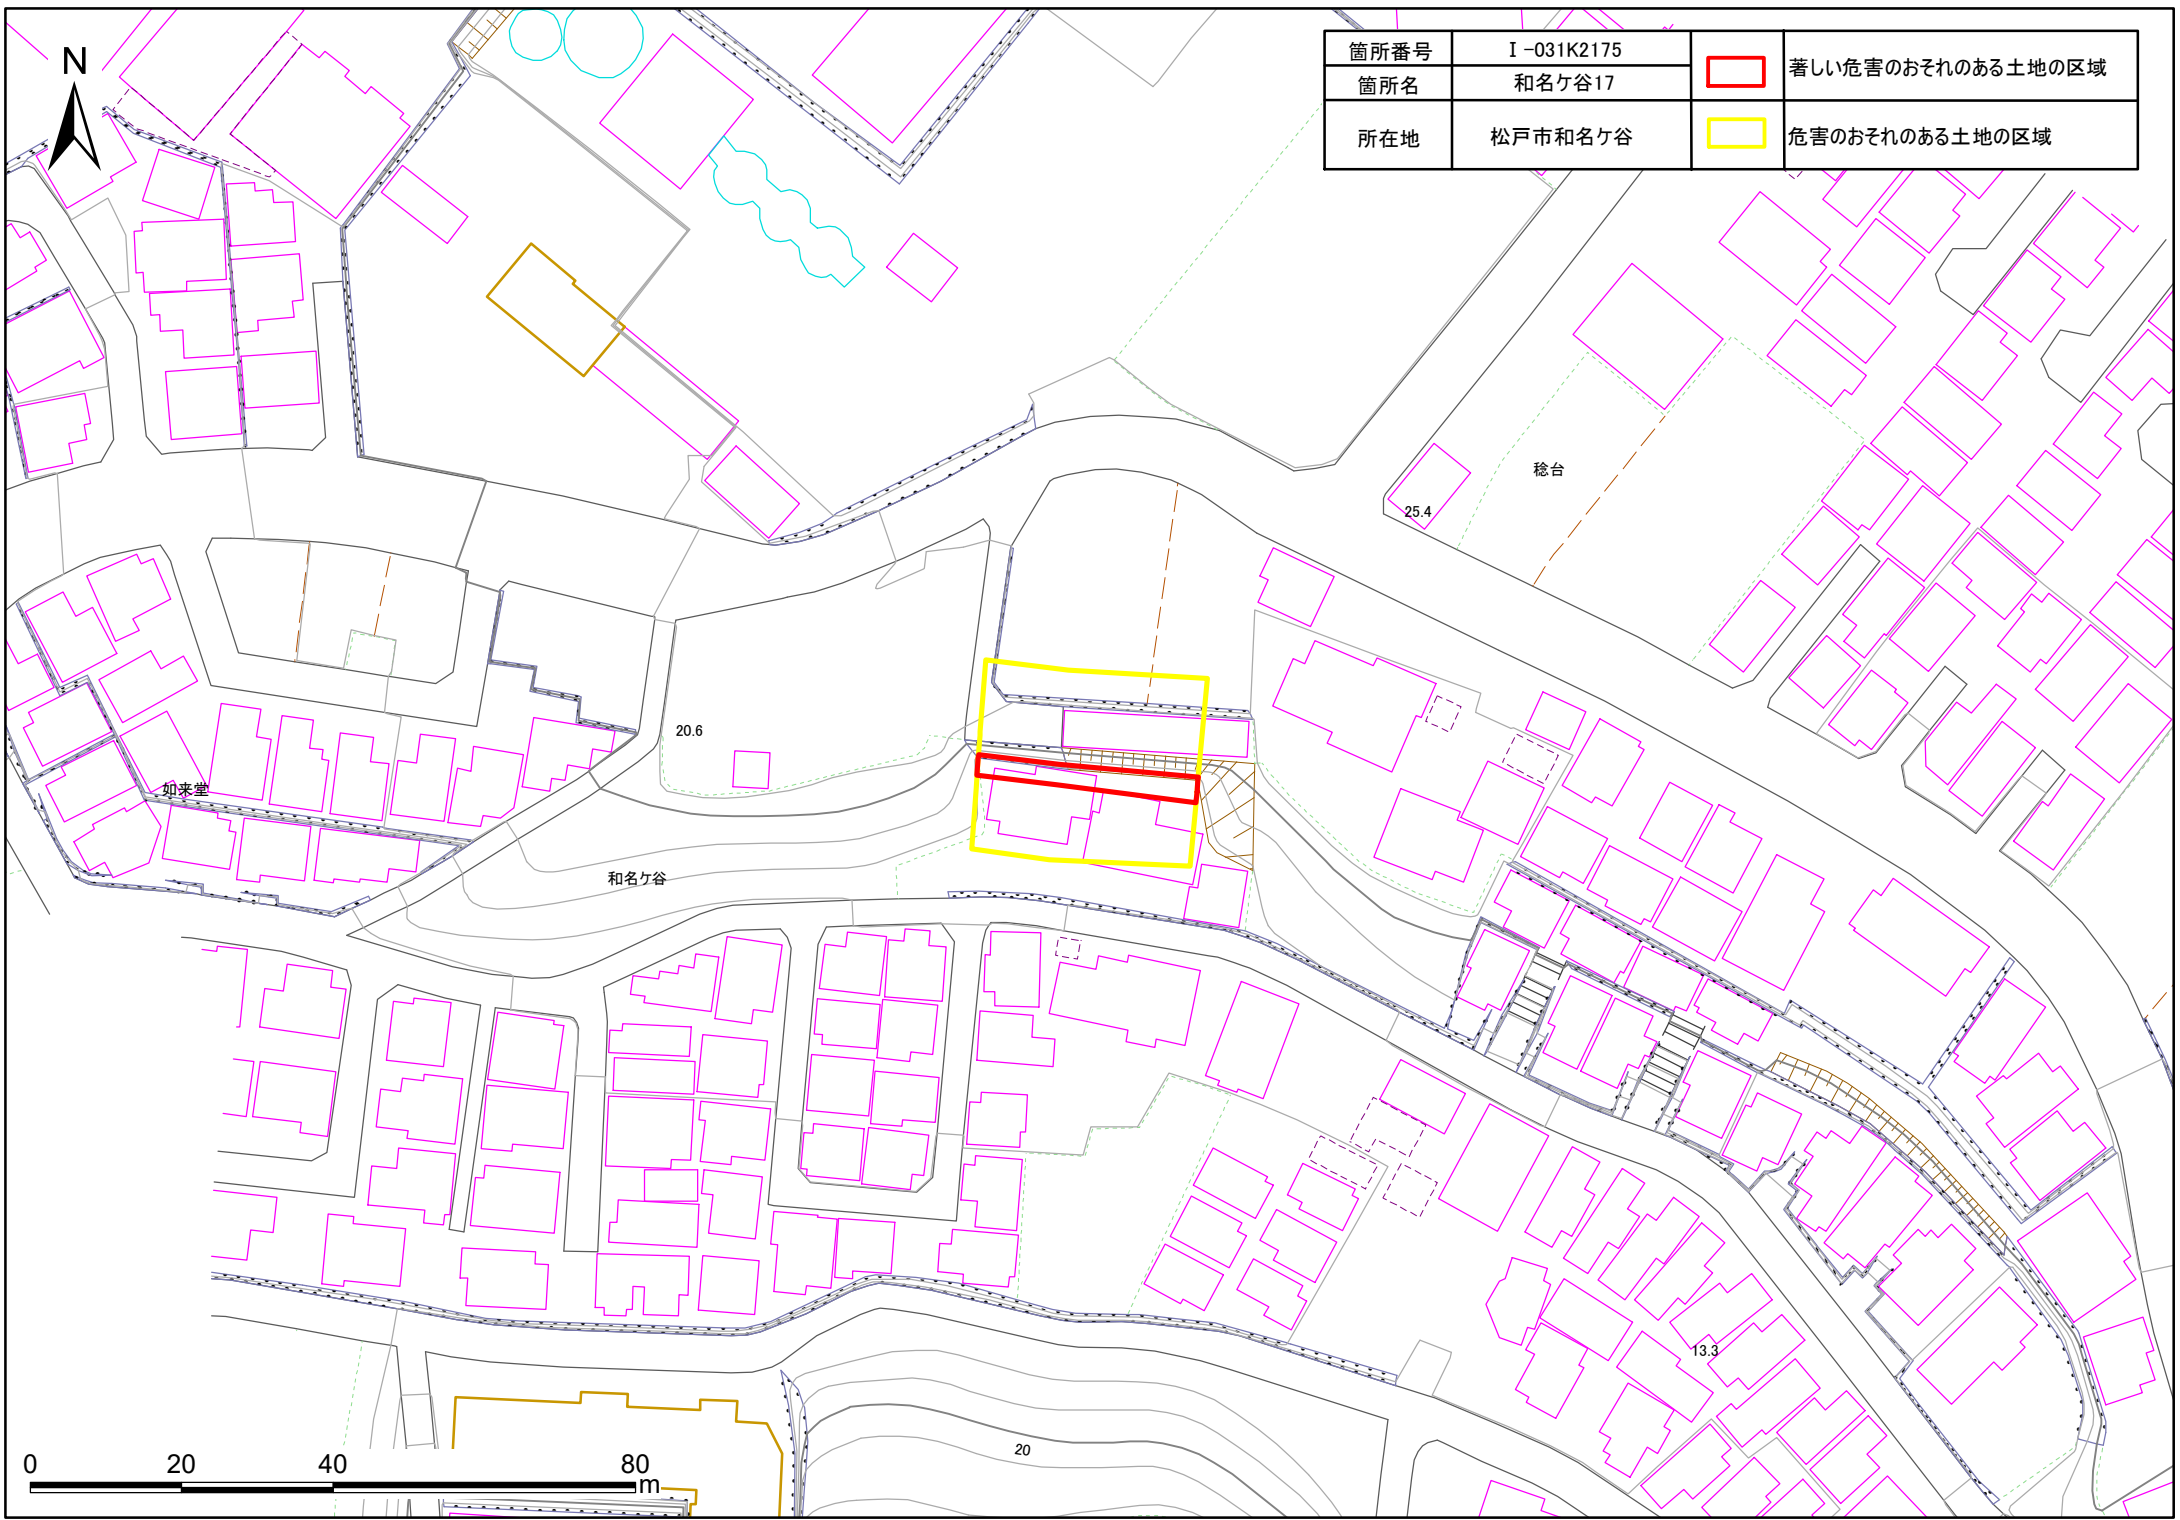 N
箇所番号 Ⅰ-031K2175 著しい危害のおそれのある土地の区域
箇所名 和名ケ谷17
所在地 松戸市和名ケ谷 危害のおそれのある土地の区域
稔台
25.4
20.6
如来堂
和名ケ谷
13.3
20
0 20 40 80
m